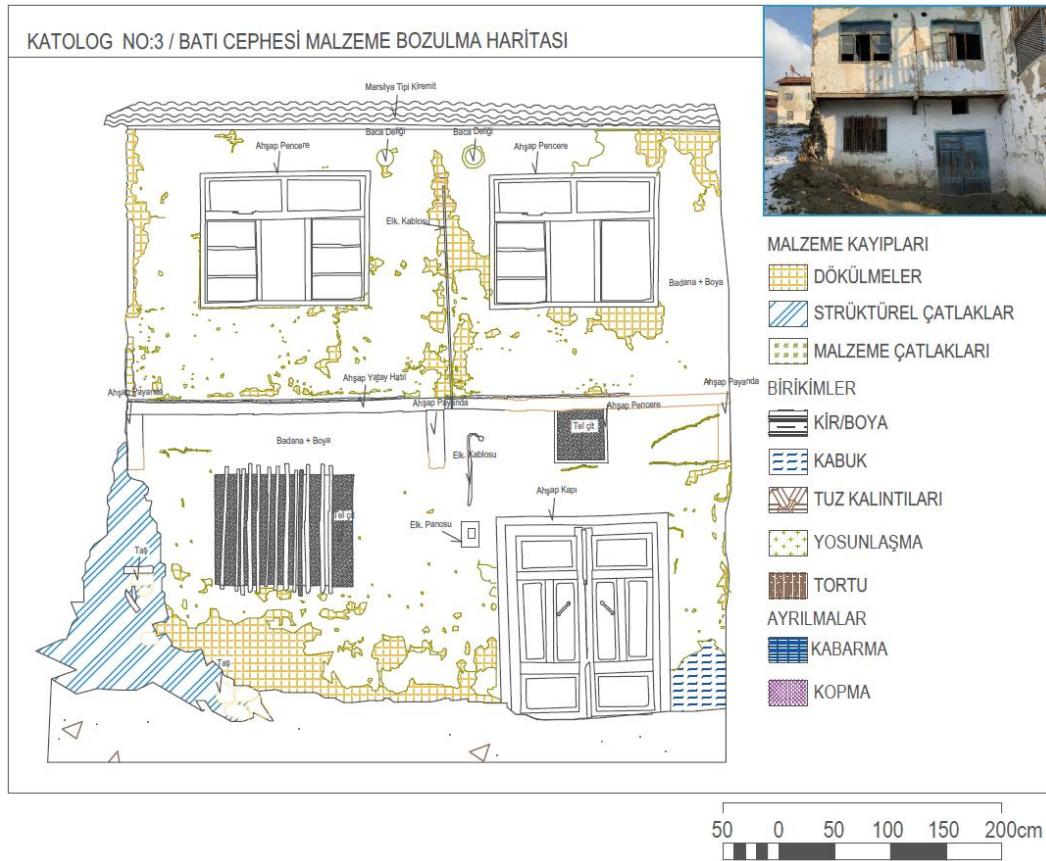 KATOLOG NO:3 / BATI CEPHESİ MALZEME BOZULMA HARİTASI
Marsilya Tipi Kiremit
Baca Deliği
Baca Deliği
Ahşap Pencere
Ahşap Pencere
Elk. Kablosu
Badana + Boya
Ahşap Yatay Hatıl
Ahşap Payanda
Ahşap Payanda
Ahşap Payanda
Ahşap Pencere
Tel çit
Badana + Boya
Elk. Kablosu
Ahşap Kapı
Tel çit
Elk. Panosu
Taş
Taş
MALZEME KAYIPLARI
DÖKÜLMELER
STRÜKTÜREL ÇATLAKLAR
MALZEME ÇATLAKLARI
BİRİKİMLER
KİR/BOYA
KABUK
TUZ KALINTILARI
YOSUNLAŞMA
TORTU
AYRILMALAR
KABARMA
KOPMA
50 0 50 100 150 200cm